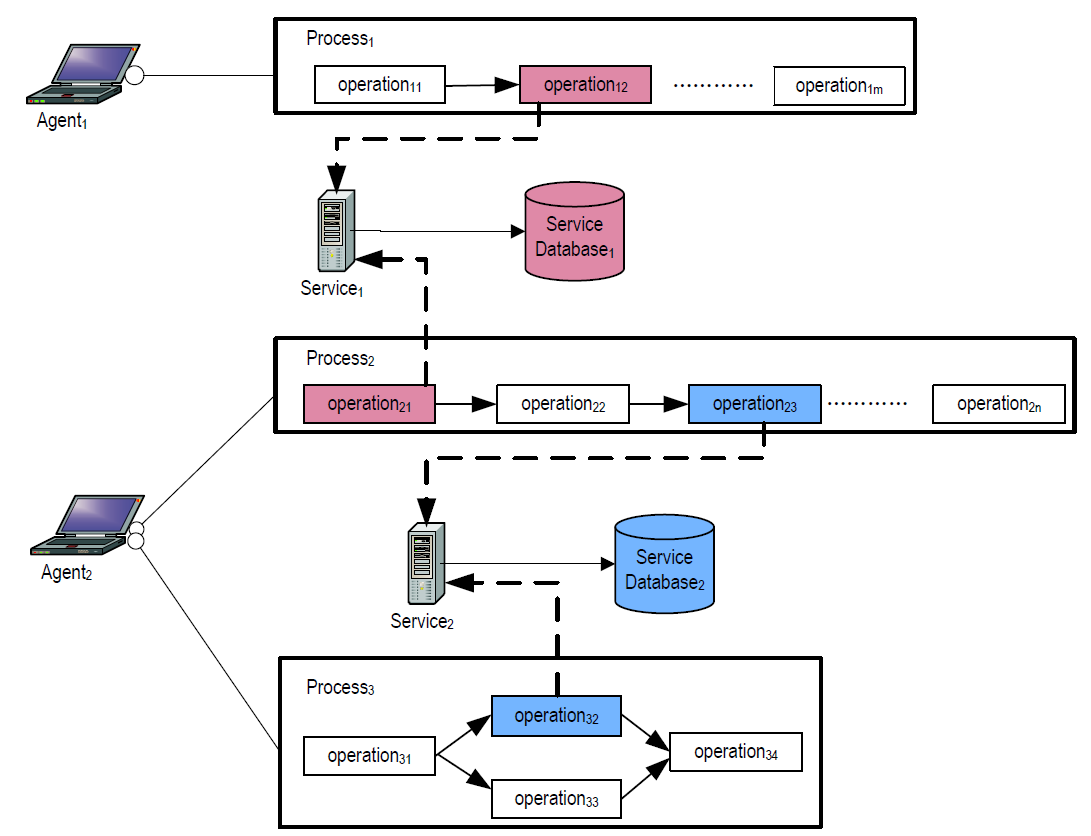 Process₁
operation₁₁
operation₁₂
............
operation₁ₘ
Agent₁
Service
Database₁
Service₁
Process₂
operation₂₁
operation₂₂
operation₂₃
............
operation₂ₙ
Agent₂
Service
Database₂
Service₂
Process₃
operation₃₂
operation₃₁
operation₃₄
operation₃₃